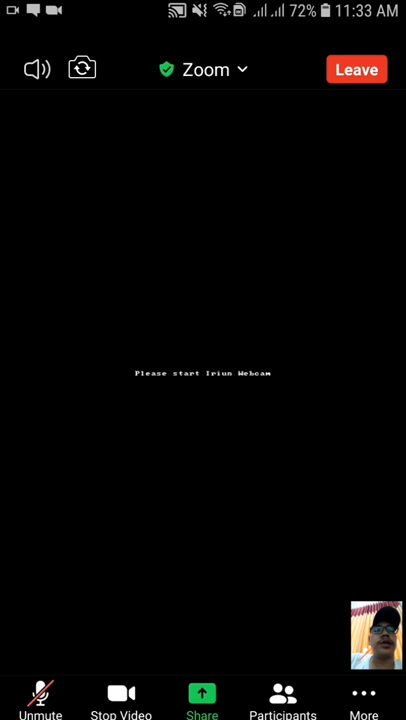 72% 11:33 AM
Zoom Leave
Please start Iriun Webcam
Unmute Stop Video Share Participants More